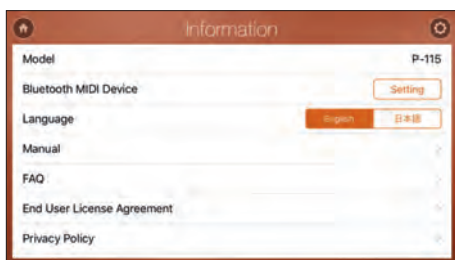 Information
Model P-115
Bluetooth MIDI Device Setting
Language English 日本語
Manual
FAQ
End User License Agreement
Privacy Policy